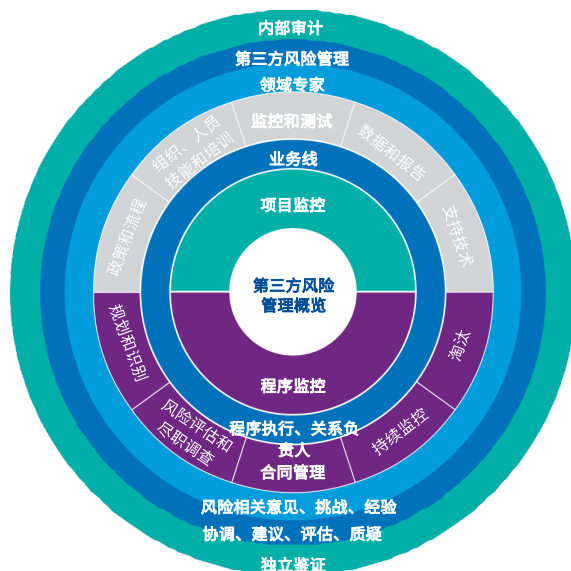 内部审计
第三方风险管理
领域专家
监控和测试
组织、人员
技能和培训
数据和报告
政策和流程
支持技术
业务线
项目监控
第三方风险
管理概览
规划和识别
淘汰
程序监控
风险评估和
尽职调查
持续监控
程序执行、关系负
责人
合同管理
风险相关意见、挑战、经验
协调、建议、评估、质疑
独立鉴证